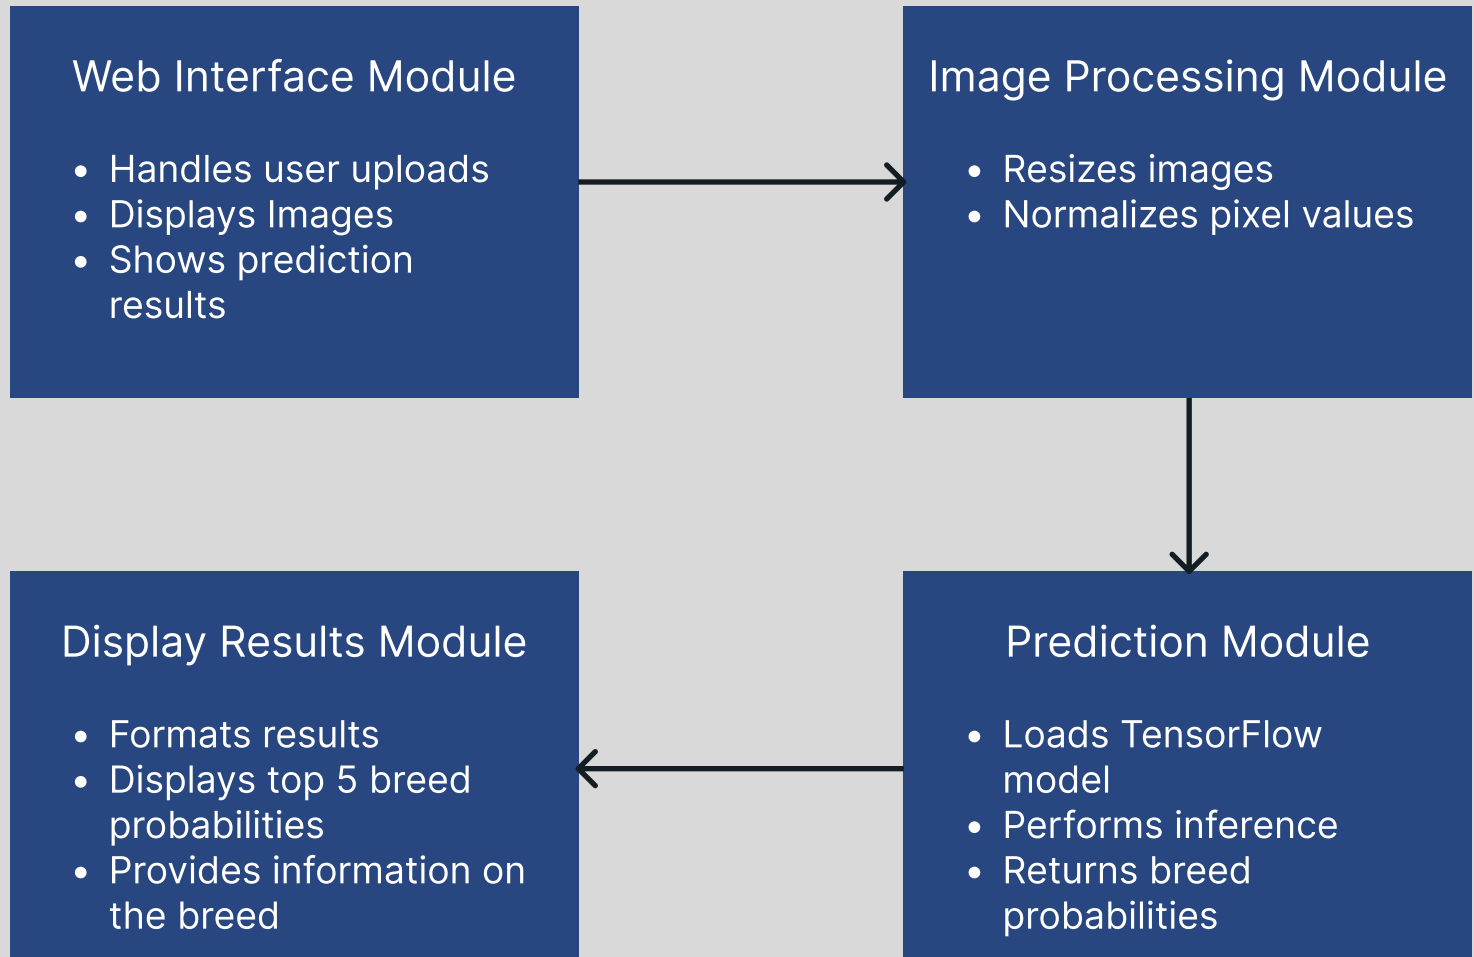 Web Interface Module
• Handles user uploads
• Displays Images
• Shows prediction
results
Image Processing Module
• Resizes images
• Normalizes pixel values
Display Results Module
• Formats results
• Displays top 5 breed
probabilities
• Provides information on
the breed
Prediction Module
• Loads TensorFlow
model
• Performs inference
• Returns breed
probabilities